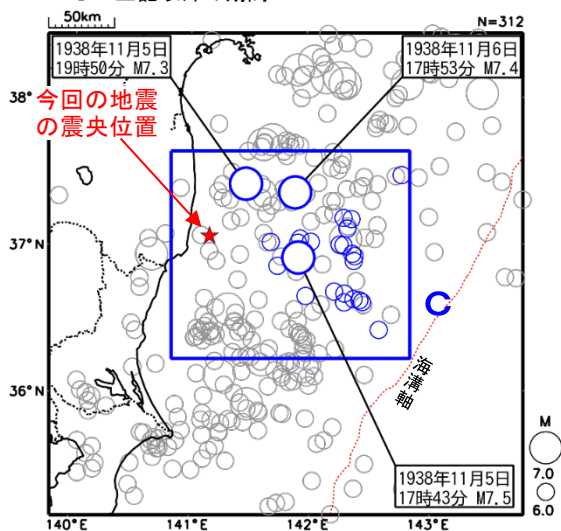 50km
N=312
1938年11月5日
19時50分 M7.3
1938年11月6日
17時53分 M7.4
38°
今回の地震
の震央位置
37°N
C
海溝軸
36°N
M
7.0
6.0
1938年11月5日
17時43分 M7.5
140°E
141°E
142°E
143°E